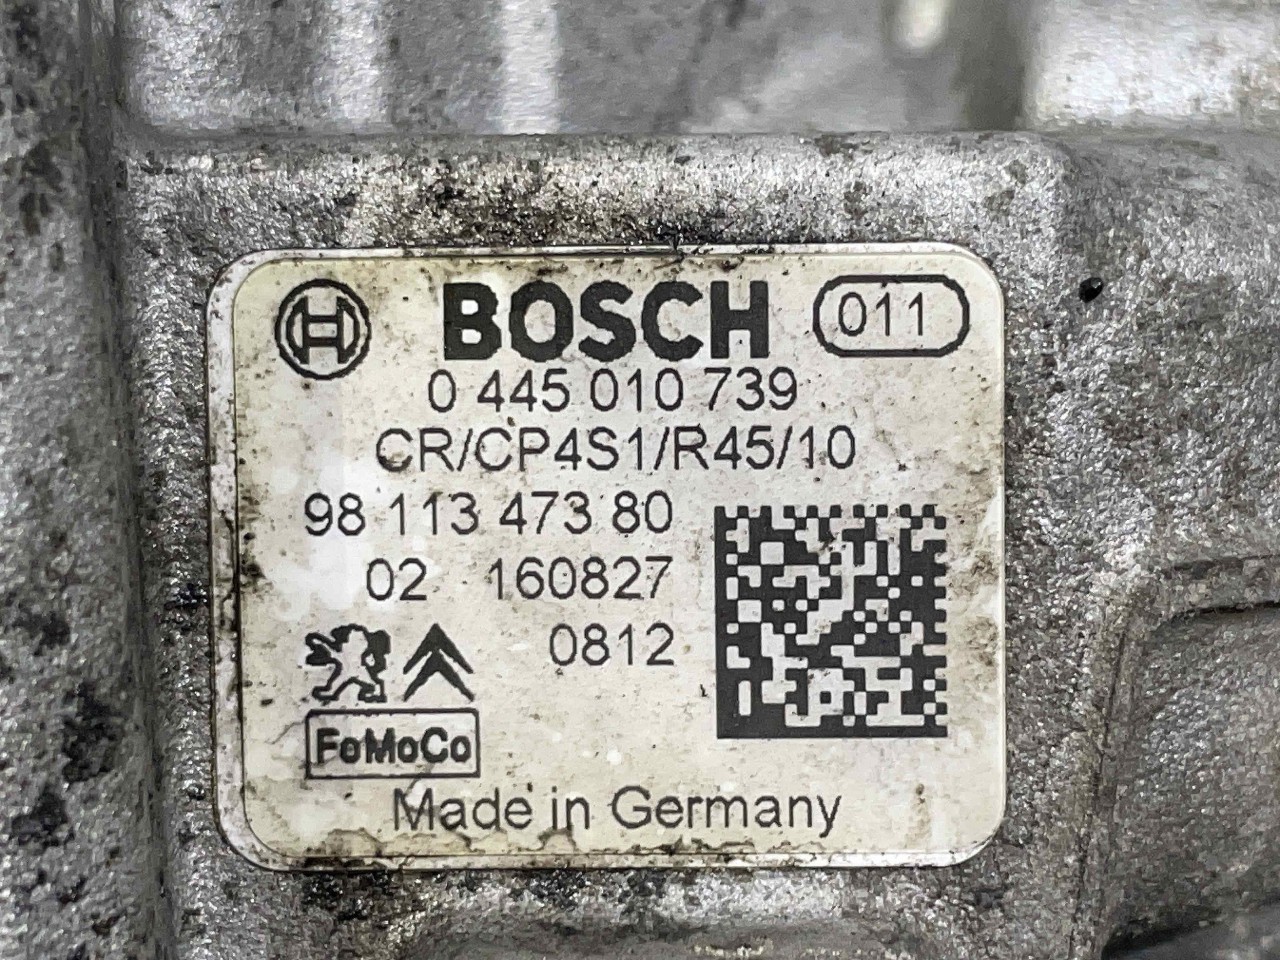 BOSCH 011
0 445 010 739
CR/CP4S1/R45/10
98 113 473 80
02 160827
0812
FoMoCo
Made in Germany